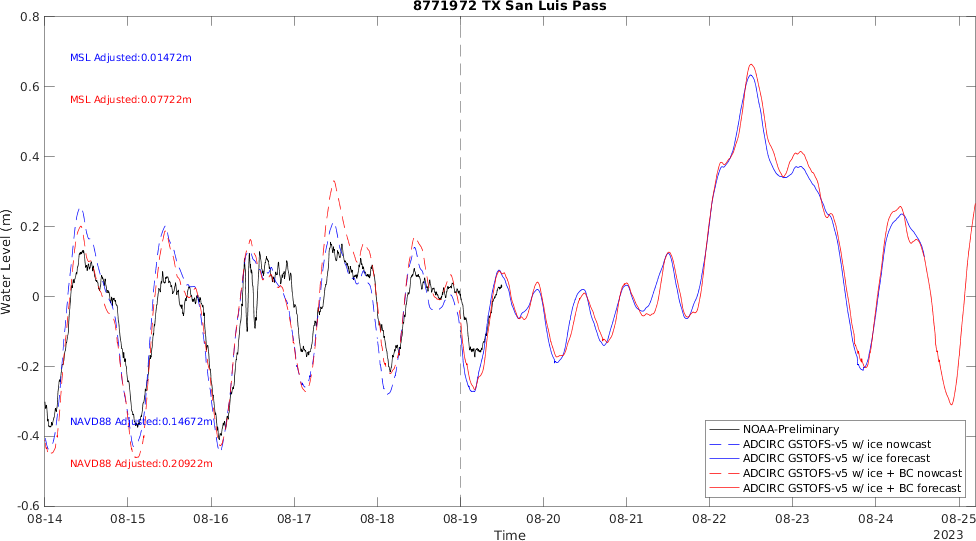 8771972 TX San Luis Pass
0.8
0.6
0.4
0.2
0
-0.2
-0.4
-0.6
Water Level (m)
MSL Adjusted:0.01472m
MSL Adjusted:0.07722m
NAVD88 Adjusted:0.14672m
NAVD88 Adjusted:0.20922m
NOAA-Preliminary
ADCIRC GSTOFS-v5 w/ ice nowcast
ADCIRC GSTOFS-v5 w/ ice forecast
ADCIRC GSTOFS-v5 w/ ice + BC nowcast
ADCIRC GSTOFS-v5 w/ ice + BC forecast
08-14 08-15 08-16 08-17 08-18 08-19 08-20 08-21 08-22 08-23 08-24 08-25
Time
2023